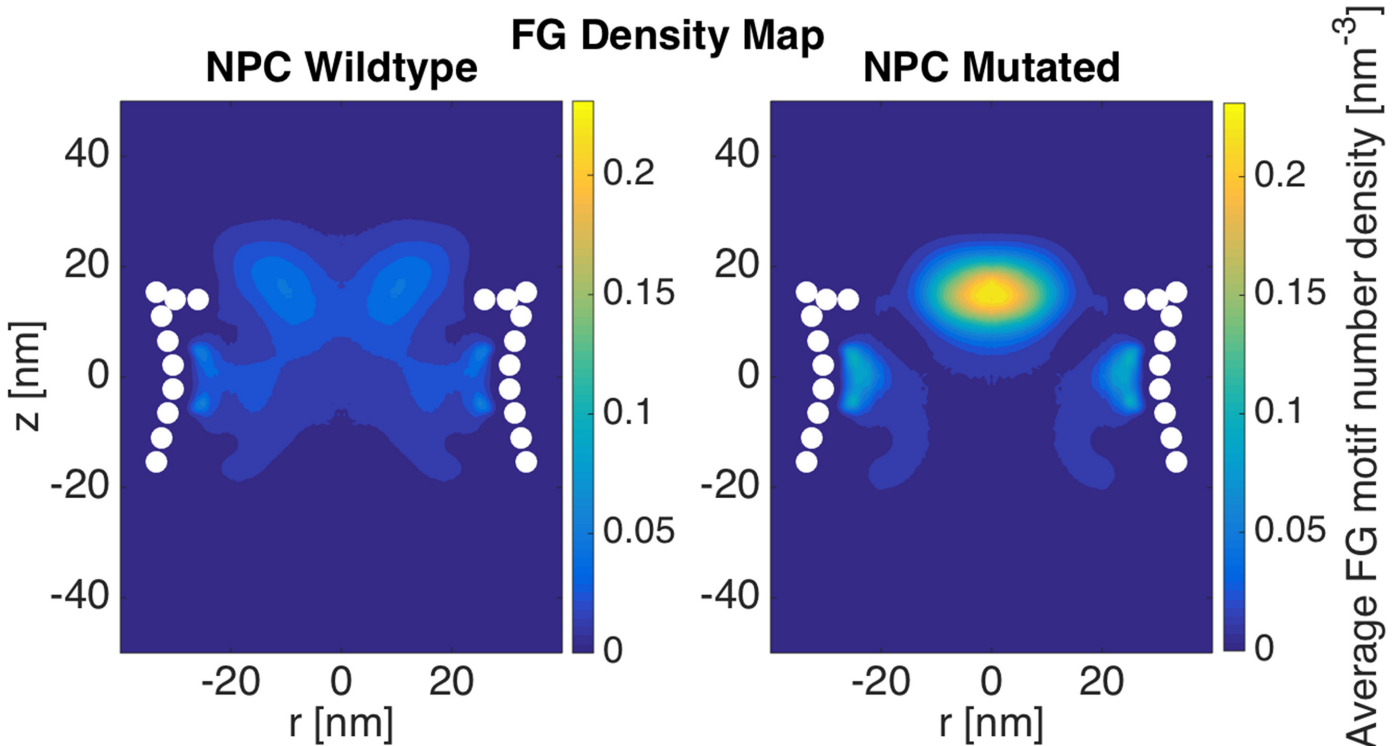 FG Density Map
NPC Wildtype
NPC Mutated
40
20
0
-20
-40
z [nm]
-20 0 20
r [nm]
0.2
0.15
0.1
0.05
0
40
20
0
-20
-40
-20 0 20
r [nm]
0.2
0.15
0.1
0.05
0
Average FG motif number density [nm-3]